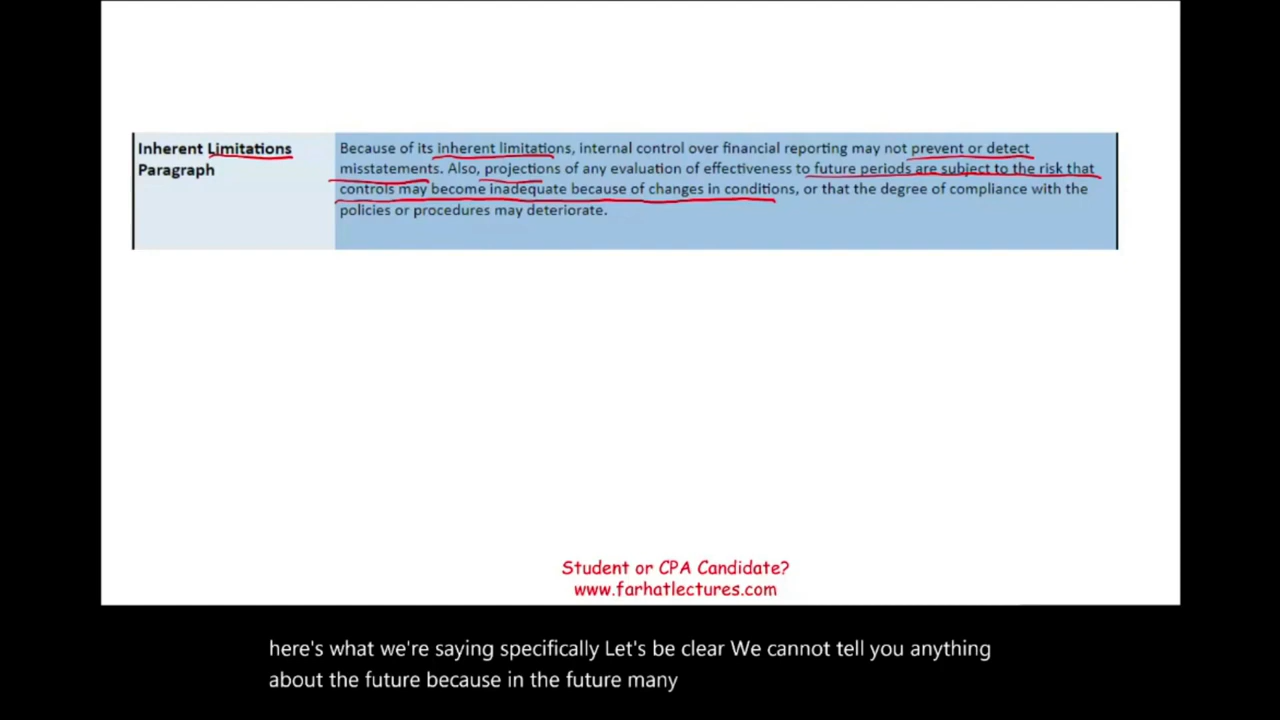 Inherent Limitations
Paragraph
Because of its inherent limitations, internal control over financial reporting may not prevent or detect
misstatements. Also, projections of any evaluation of effectiveness to future periods are subject to the risk that
controls may become inadequate because of changes in conditions, or that the degree of compliance with the
policies or procedures may deteriorate.
Student or CPA Candidate?
www.farhatlectures.com
here's what we're saying specifically Let's be clear We cannot tell you anything
about the future because in the future many